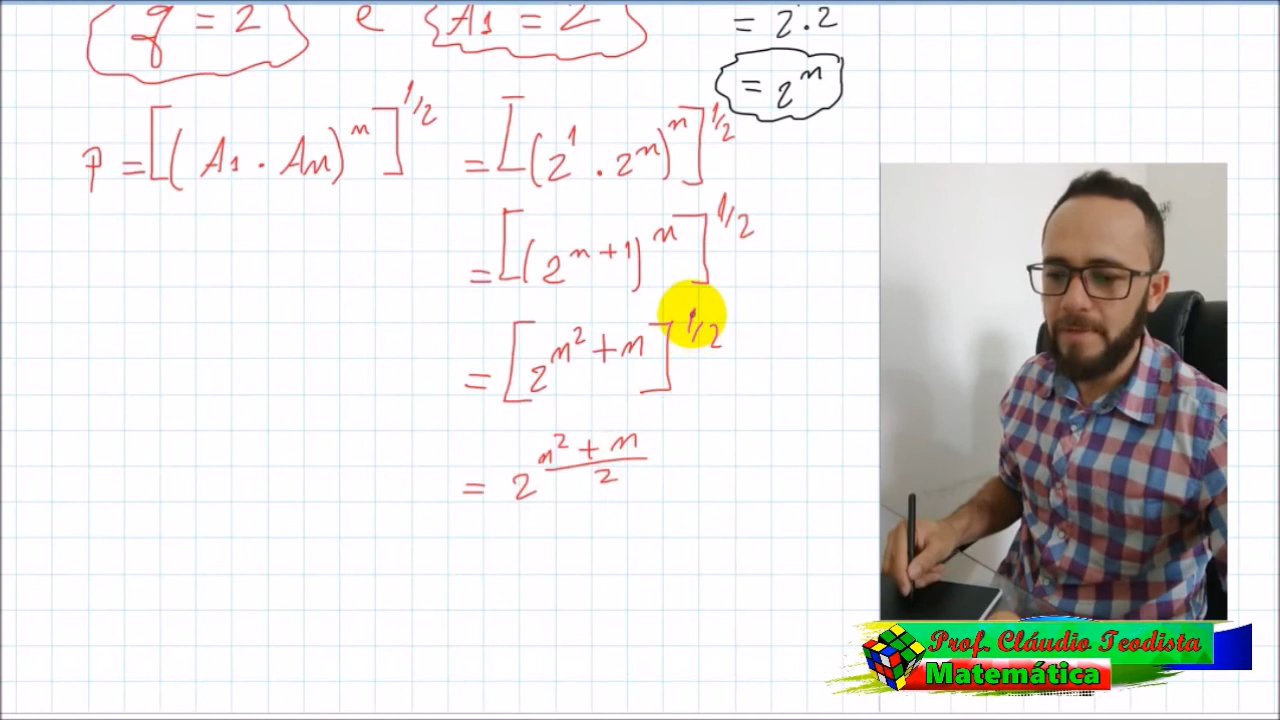 q = 2 e A1 = 2
= 2 . 2
= 2^n
P = [(A1 . An)^n]^1/2 = [(2^1 . 2^n)^n]^1/2
= [(2^n+1)^n]^1/2
= [2^n²+n]^1/2
= 2^(n²+n)/2
Prof. Cláudio Teodista
Matemática